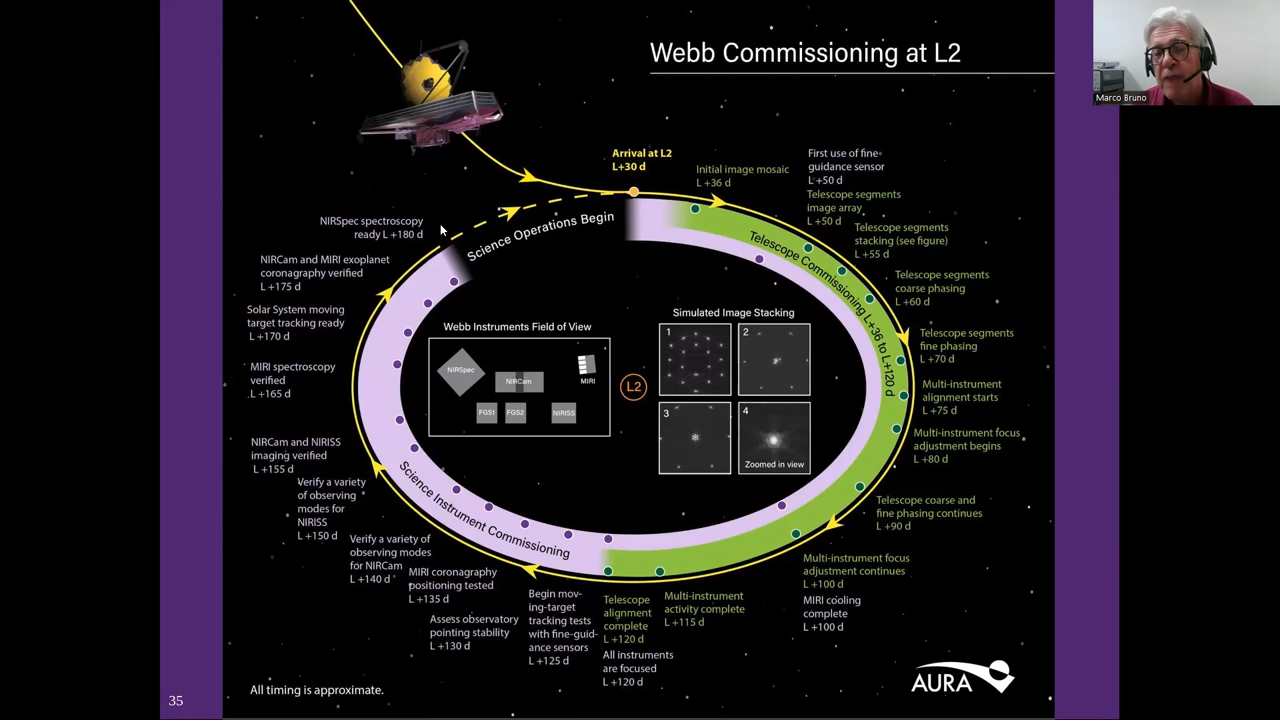 Webb Commissioning at L2
Marco Bruno
Arrival at L2
L+30 d
Initial image mosaic
L +36 d
First use of fine-
guidance sensor
L +50 d
Telescope segments
image array
L +50 d
Telescope segments
stacking (see figure)
L +55 d
Telescope segments
coarse phasing
L +60 d
Telescope segments
fine phasing
L +70 d
Multi-instrument
alignment starts
L +75 d
Multi-instrument focus
adjustment begins
L +80 d
Telescope coarse and
fine phasing continues
L +90 d
Multi-instrument focus
adjustment continues
L +100 d
MIRI cooling
complete
L +100 d
Multi-instrument
activity complete
L +115 d
Telescope
alignment
complete
L +120 d
All instruments
are focused
L +120 d
Begin mov-
ing-target
tracking tests
with fine-guid-
ance sensors
L +125 d
Assess observatory
pointing stability
L +130 d
MIRI coronagraphy
positioning tested
L +135 d
Verify a variety of
observing modes
for NIRCam
L +140 d
Verify a variety
of observing
modes for
NIRISS
L +150 d
NIRCam and NIRISS
imaging verified
L +155 d
MIRI spectroscopy
verified
L +165 d
Solar System moving
target tracking ready
L +170 d
NIRCam and MIRI exoplanet
coronagraphy verified
L +175 d
NIRSpec spectroscopy
ready L +180 d
Science Operations Begin
Telescope Commissioning L+36 to L+120 d
Science Instrument Commissioning
Webb Instruments Field of View
NIRSpec
NIRCam
MIRI
FGS1
FGS2
NIRISS
L2
Simulated Image Stacking
1
2
3
4
Zoomed in view
All timing is approximate.
AURA
35